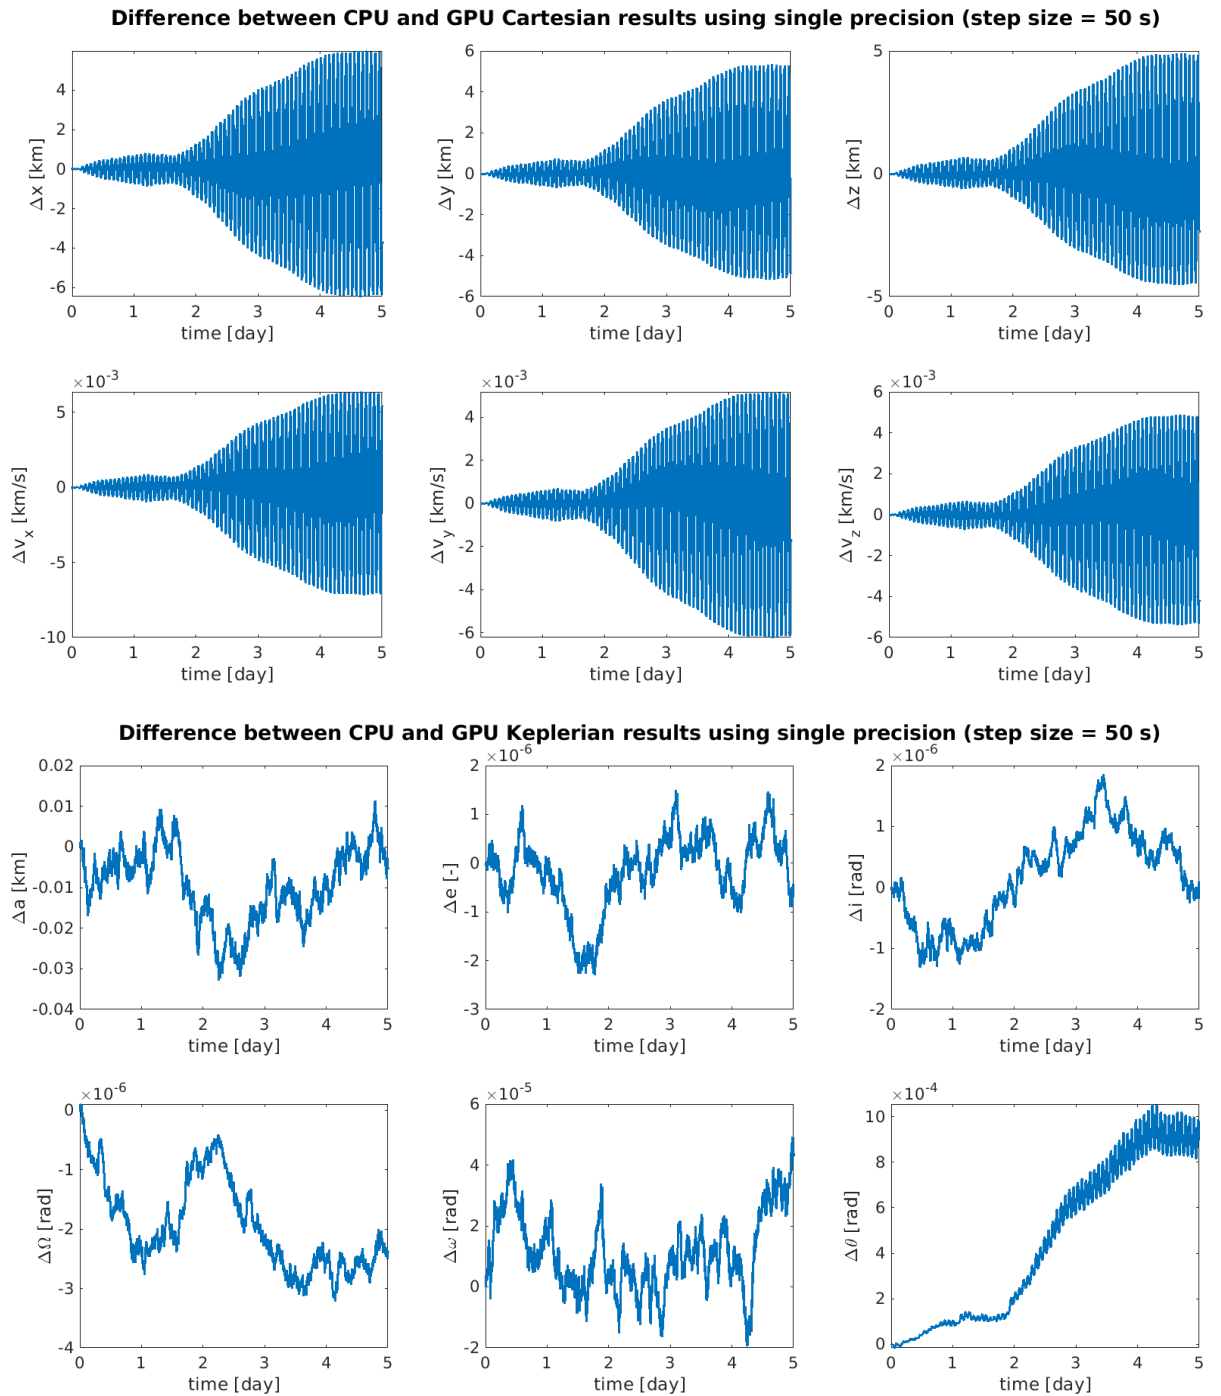 Difference between CPU and GPU Cartesian results using single precision (step size = 50 s)
Δx [km]
4
2
0
-2
-4
-6
0 1 2 3 4 5
time [day]
Δy [km]
6
4
2
0
-2
-4
-6
0 1 2 3 4 5
time [day]
Δz [km]
5
0
-5
0 1 2 3 4 5
time [day]
×10⁻³
Δvₓ [km/s]
5
0
-5
-10
0 1 2 3 4 5
time [day]
×10⁻³
Δv_y [km/s]
4
2
0
-2
-4
-6
0 1 2 3 4 5
time [day]
×10⁻³
Δv_z [km/s]
6
4
2
0
-2
-4
-6
0 1 2 3 4 5
time [day]
Difference between CPU and GPU Keplerian results using single precision (step size = 50 s)
Δa [km]
0.02
0.01
0
-0.01
-0.02
-0.03
-0.04
0 1 2 3 4 5
time [day]
×10⁻⁶
Δe [-]
2
1
0
-1
-2
-3
0 1 2 3 4 5
time [day]
×10⁻⁶
Δi [rad]
2
1
0
-1
-2
0 1 2 3 4 5
time [day]
×10⁻⁶
ΔΩ [rad]
0
-1
-2
-3
-4
0 1 2 3 4 5
time [day]
×10⁻⁵
Δω [rad]
6
4
2
0
-2
0 1 2 3 4 5
time [day]
×10⁻⁴
Δθ [rad]
10
8
6
4
2
0
0 1 2 3 4 5
time [day]